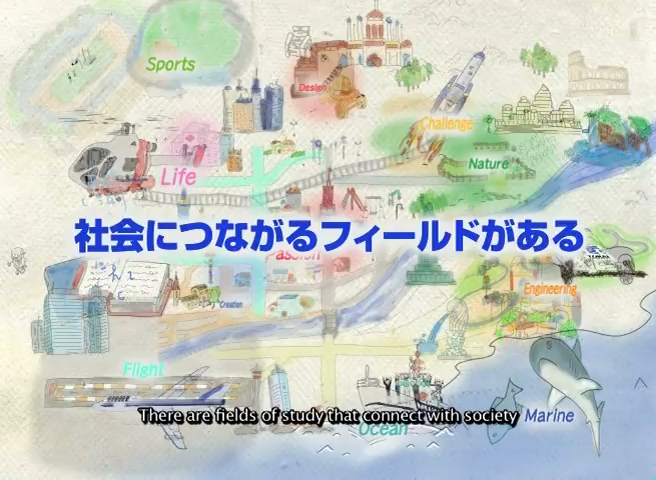 Sports
Design
Challenge
Nature
Life
社会につながるフィールドがある
Passion
Engineering
Creation
Flight
There are fields of study that connect with society
Marine
Ocean